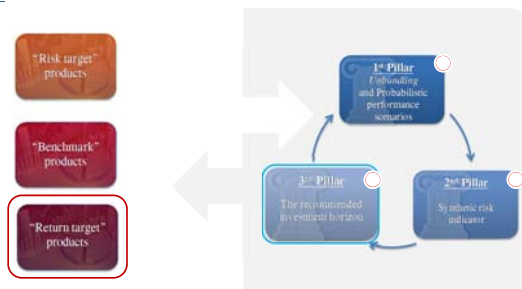 “Risk target”
products
“Benchmark”
products
“Return target”
products
1st Pillar
Unbundling
and Probabilistic
performance
scenarios
3rd Pillar
The recommended
investment horizon
2nd Pillar
Synthetic risk
indicator